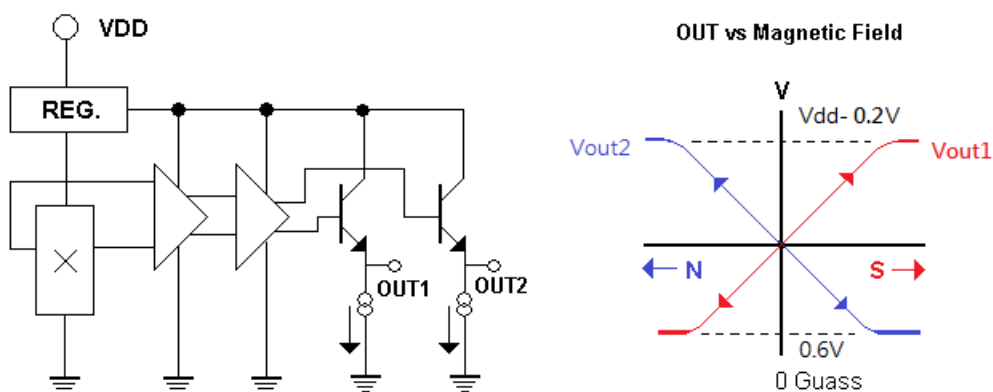 VDD
REG.
OUT1
OUT2
OUT vs Magnetic Field
V
Vdd- 0.2V
Vout2
Vout1
N
S
0.6V
0 Guass